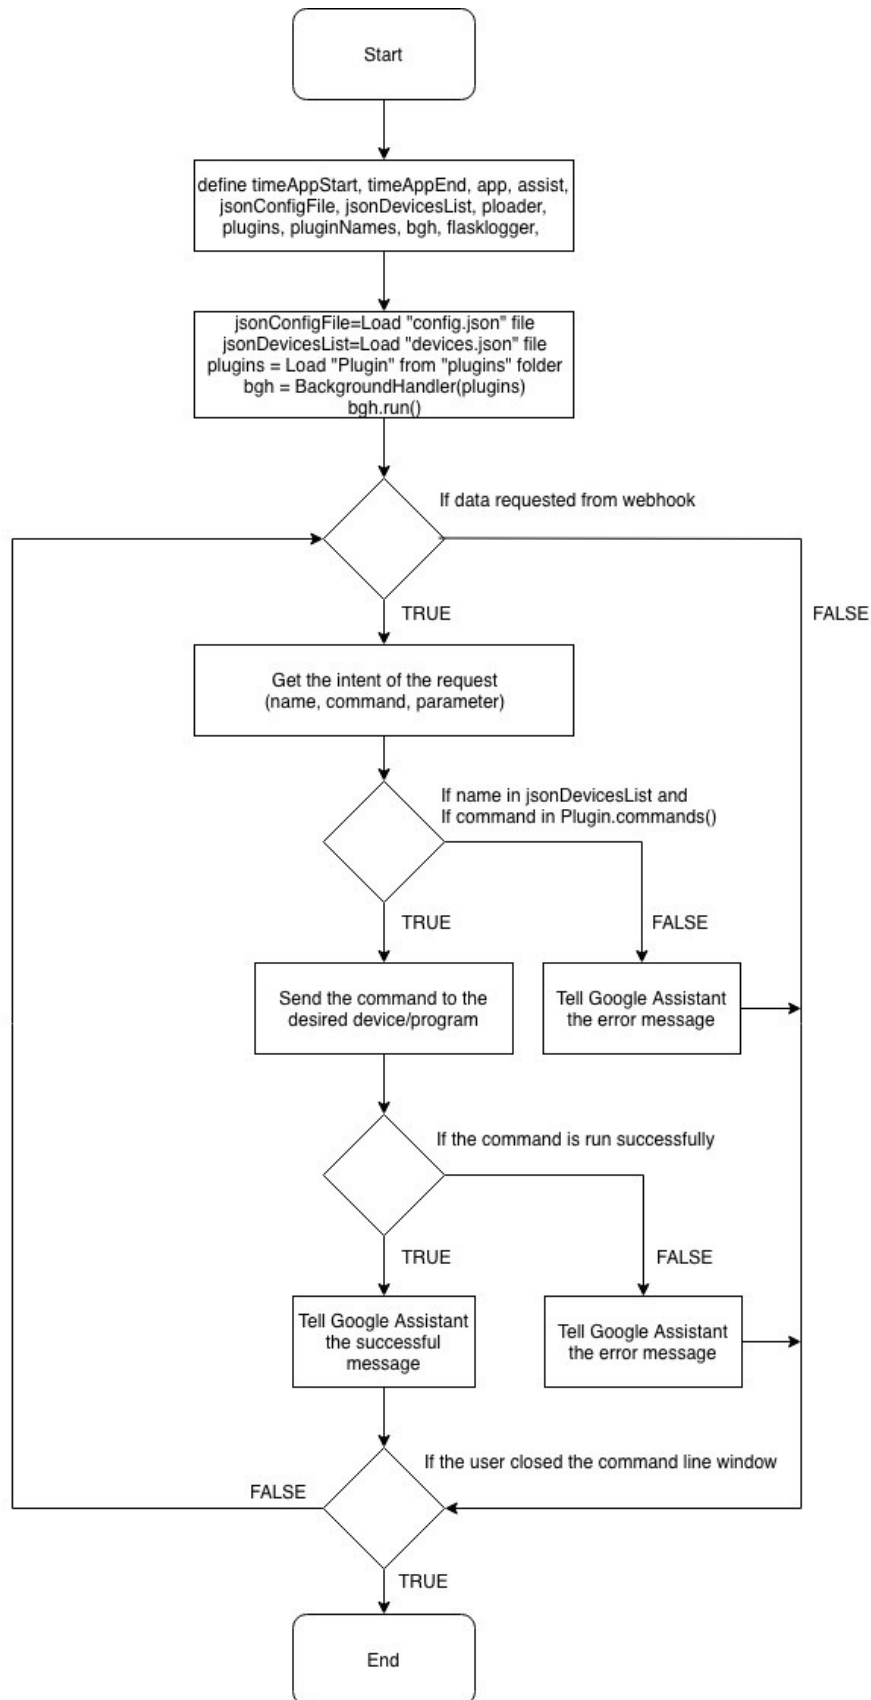 Start
define timeAppStart, timeAppEnd, app, assist,
jsonConfigFile, jsonDevicesList, ploader,
plugins, pluginNames, bgh, flasklogger,
jsonConfigFile=Load "config.json" file
jsonDevicesList=Load "devices.json" file
plugins = Load "Plugin" from "plugins" folder
bgh = BackgroundHandler(plugins)
bgh.run()
If data requested from webhook
TRUE
FALSE
Get the intent of the request
(name, command, parameter)
If name in jsonDevicesList and
If command in Plugin.commands()
TRUE
FALSE
Send the command to the
desired device/program
Tell Google Assistant
the error message
If the command is run successfully
TRUE
FALSE
Tell Google Assistant
the successful
message
Tell Google Assistant
the error message
If the user closed the command line window
FALSE
TRUE
End